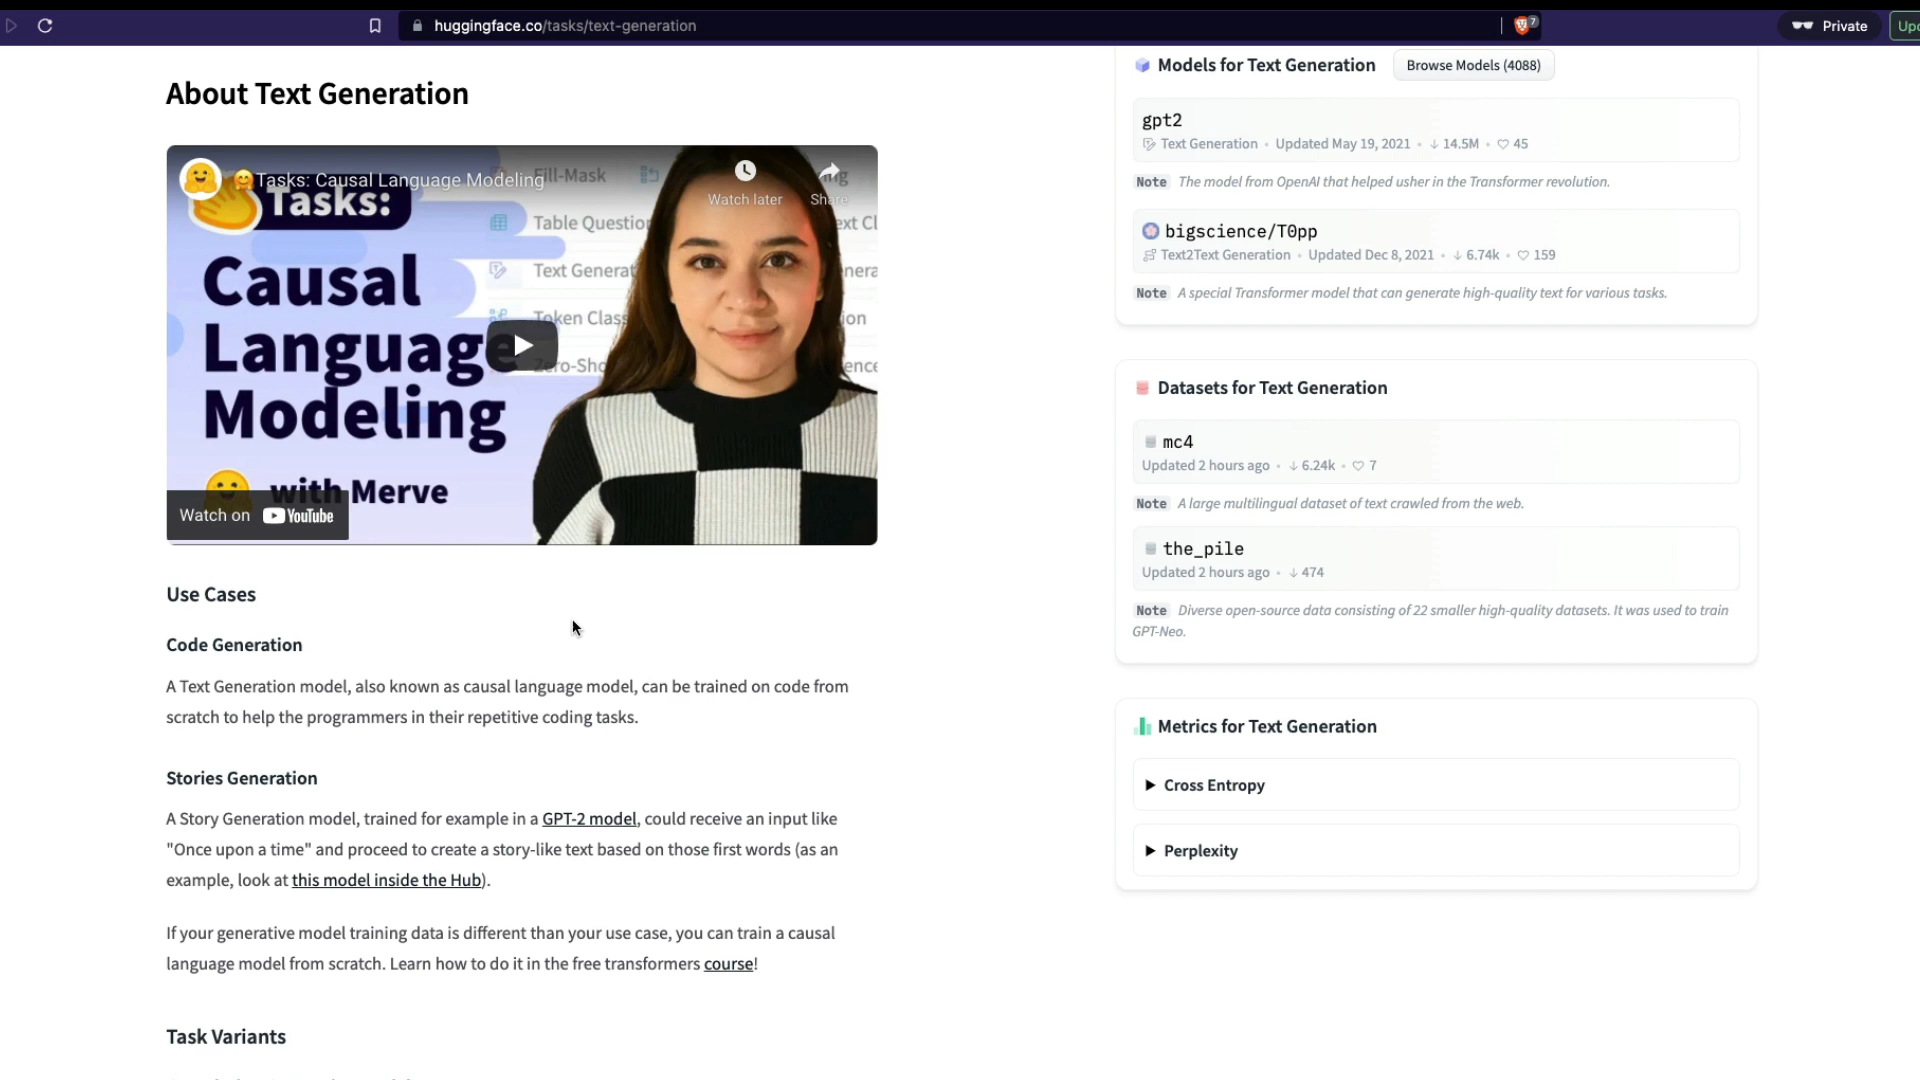 huggingface.co/tasks/text-generation
7
Private
About Text Generation
Tasks: Causal Language Modeling
Fill-Mask
Watch later
Share
Tasks:
Table Question
Causal
Language
Modeling
with Merve
Watch on YouTube
Use Cases
Code Generation
A Text Generation model, also known as causal language model, can be trained on code from
scratch to help the programmers in their repetitive coding tasks.
Stories Generation
A Story Generation model, trained for example in a GPT-2 model, could receive an input like
"Once upon a time" and proceed to create a story-like text based on those first words (as an
example, look at this model inside the Hub).
If your generative model training data is different than your use case, you can train a causal
language model from scratch. Learn how to do it in the free transformers course!
Task Variants
Models for Text Generation
Browse Models (4088)
gpt2
Text Generation • Updated May 19, 2021 • ↓ 14.5M • ♡ 45
Note The model from OpenAI that helped usher in the Transformer revolution.
bigscience/T0pp
Text2Text Generation • Updated Dec 8, 2021 • ↓ 6.74k • ♡ 159
Note A special Transformer model that can generate high-quality text for various tasks.
Datasets for Text Generation
mc4
Updated 2 hours ago • ↓ 6.24k • ♡ 7
Note A large multilingual dataset of text crawled from the web.
the_pile
Updated 2 hours ago • ↓ 474
Note Diverse open-source data consisting of 22 smaller high-quality datasets. It was used to train
GPT-Neo.
Metrics for Text Generation
Cross Entropy
Perplexity